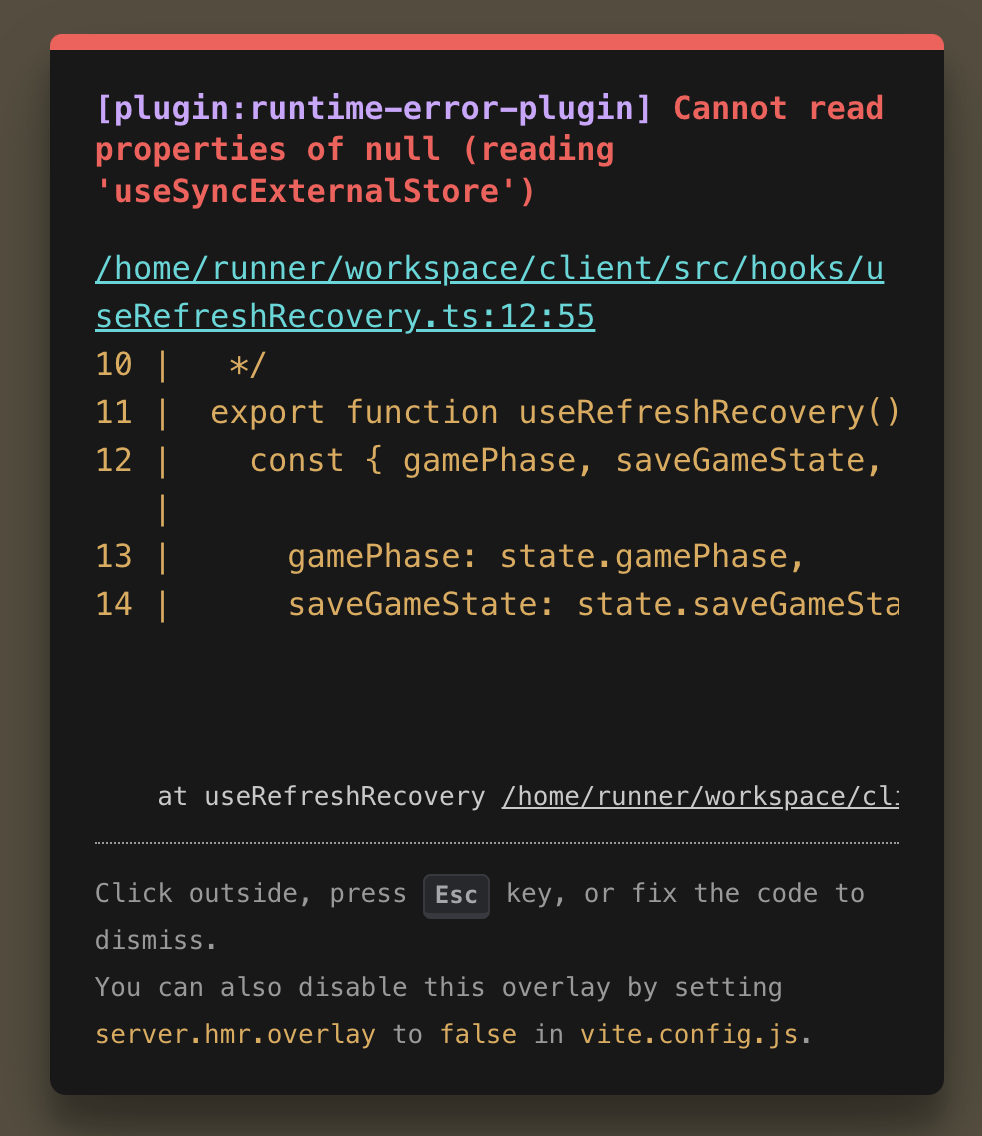 [plugin:runtime-error-plugin] Cannot read
properties of null (reading
'useSyncExternalStore')
/home/runner/workspace/client/src/hooks/u
seRefreshRecovery.ts:12:55
10 |   */
11 |  export function useRefreshRecovery()
12 |    const { gamePhase, saveGameState,
   |
13 |      gamePhase: state.gamePhase,
14 |      saveGameState: state.saveGameSta
at useRefreshRecovery /home/runner/workspace/cli
Click outside, press Esc key, or fix the code to
dismiss.
You can also disable this overlay by setting
server.hmr.overlay to false in vite.config.js.